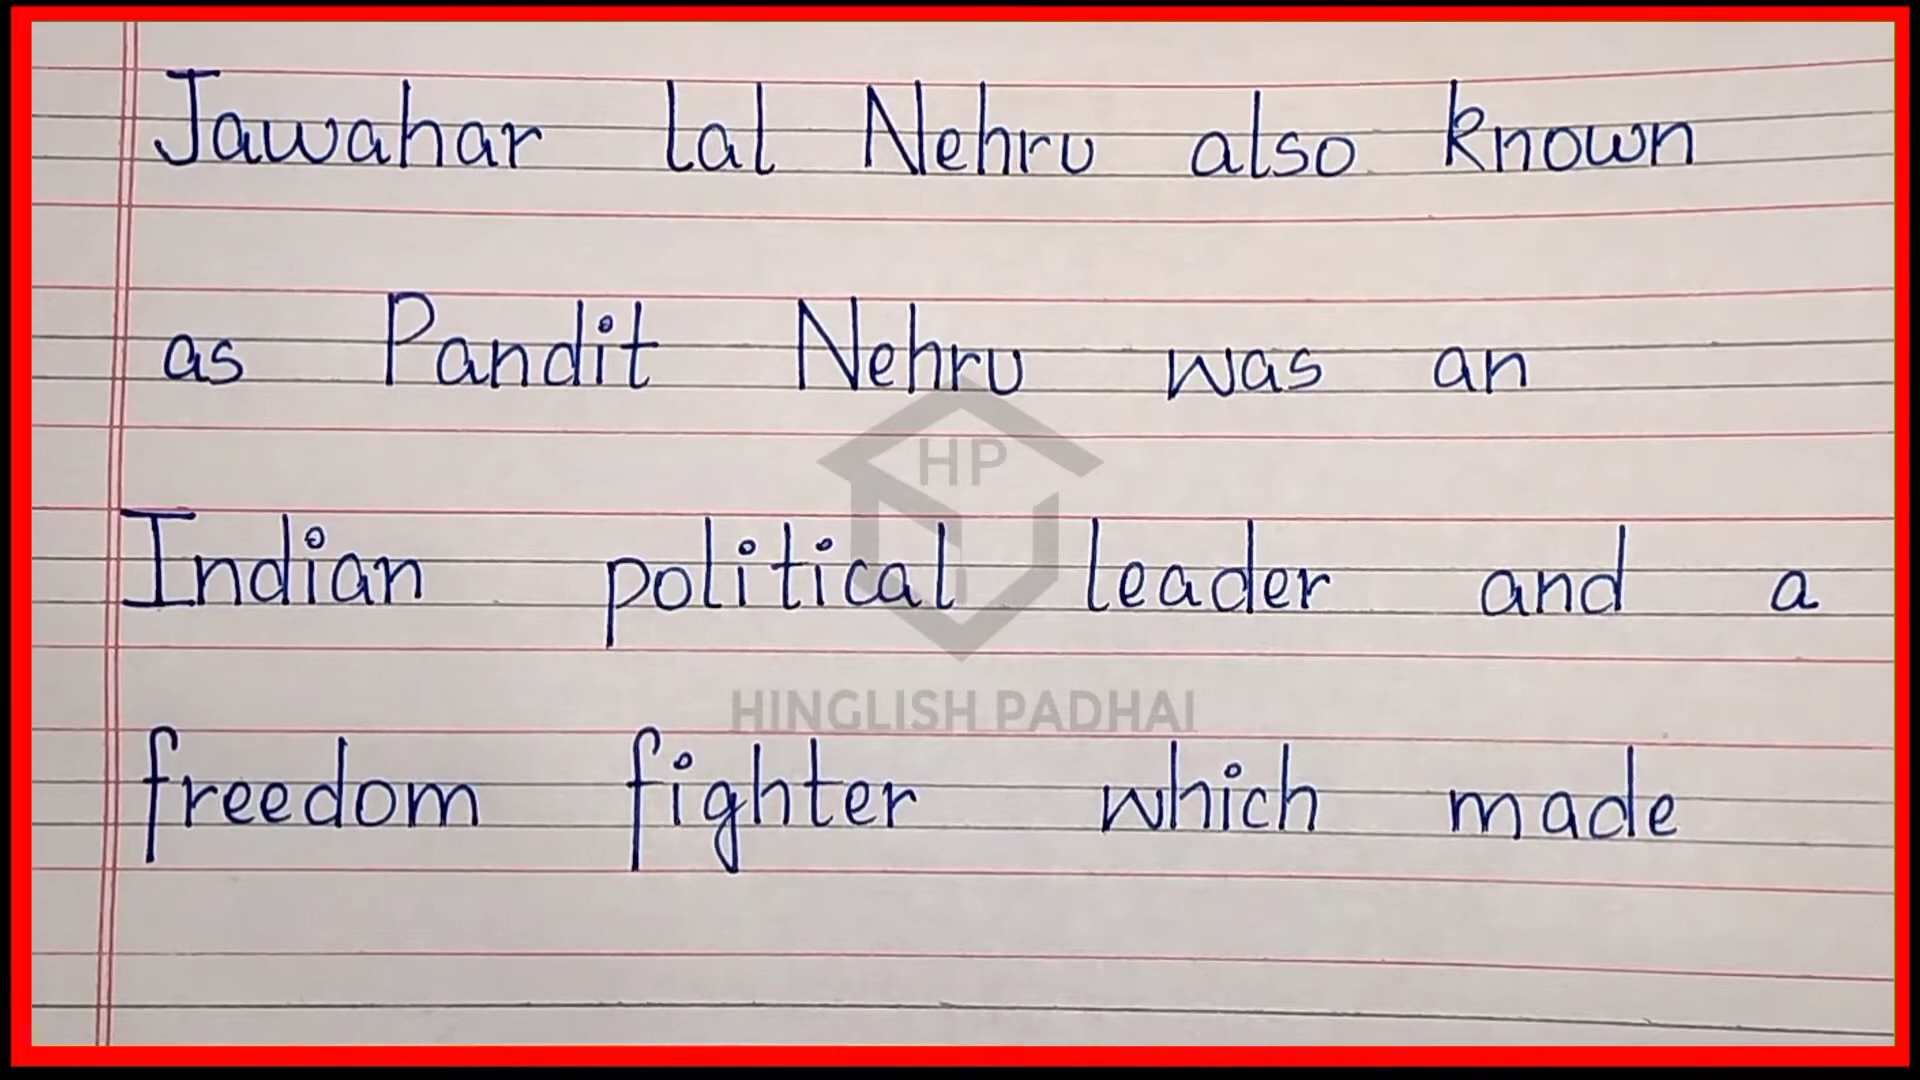 Jawahar lal Nehru also known
as Pandit Nehru was an
HP
Indian political leader and a
HINGLISH PADHAI
freedom fighter which made